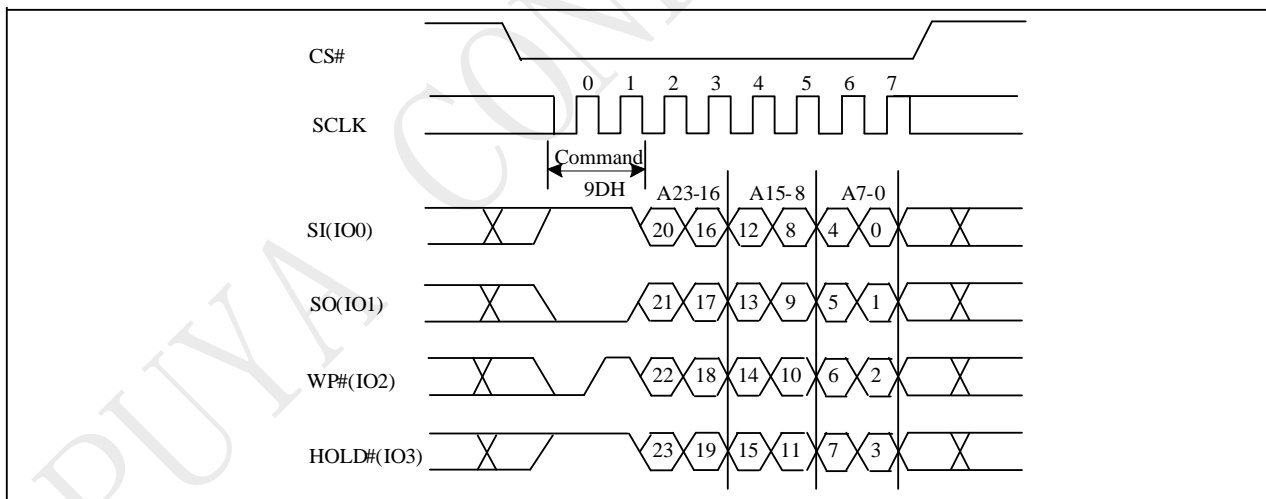 CS#
0 1 2 3 4 5 6 7
SCLK
Command
9DH
A23-16 A15-8 A7-0
SI(IO0)
20 16 12 8 4 0
SO(IO1)
21 17 13 9 5 1
WP#(IO2)
22 18 14 10 6 2
HOLD#(IO3)
23 19 15 11 7 3
PUYA